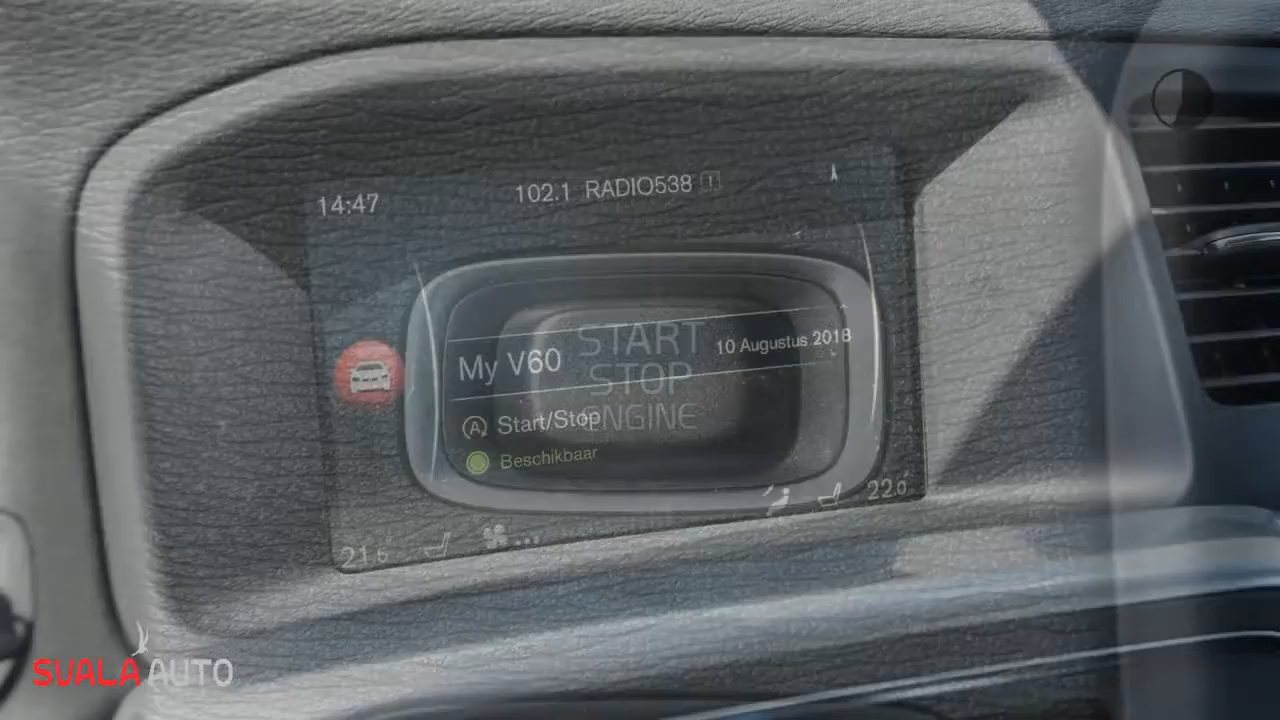 14:47
102.1 RADIO538
START
STOP
ENGINE
My V60
10 Augustus 2018
Start/Stop
Beschikbaar
22.0
21.5
SVALA AUTO